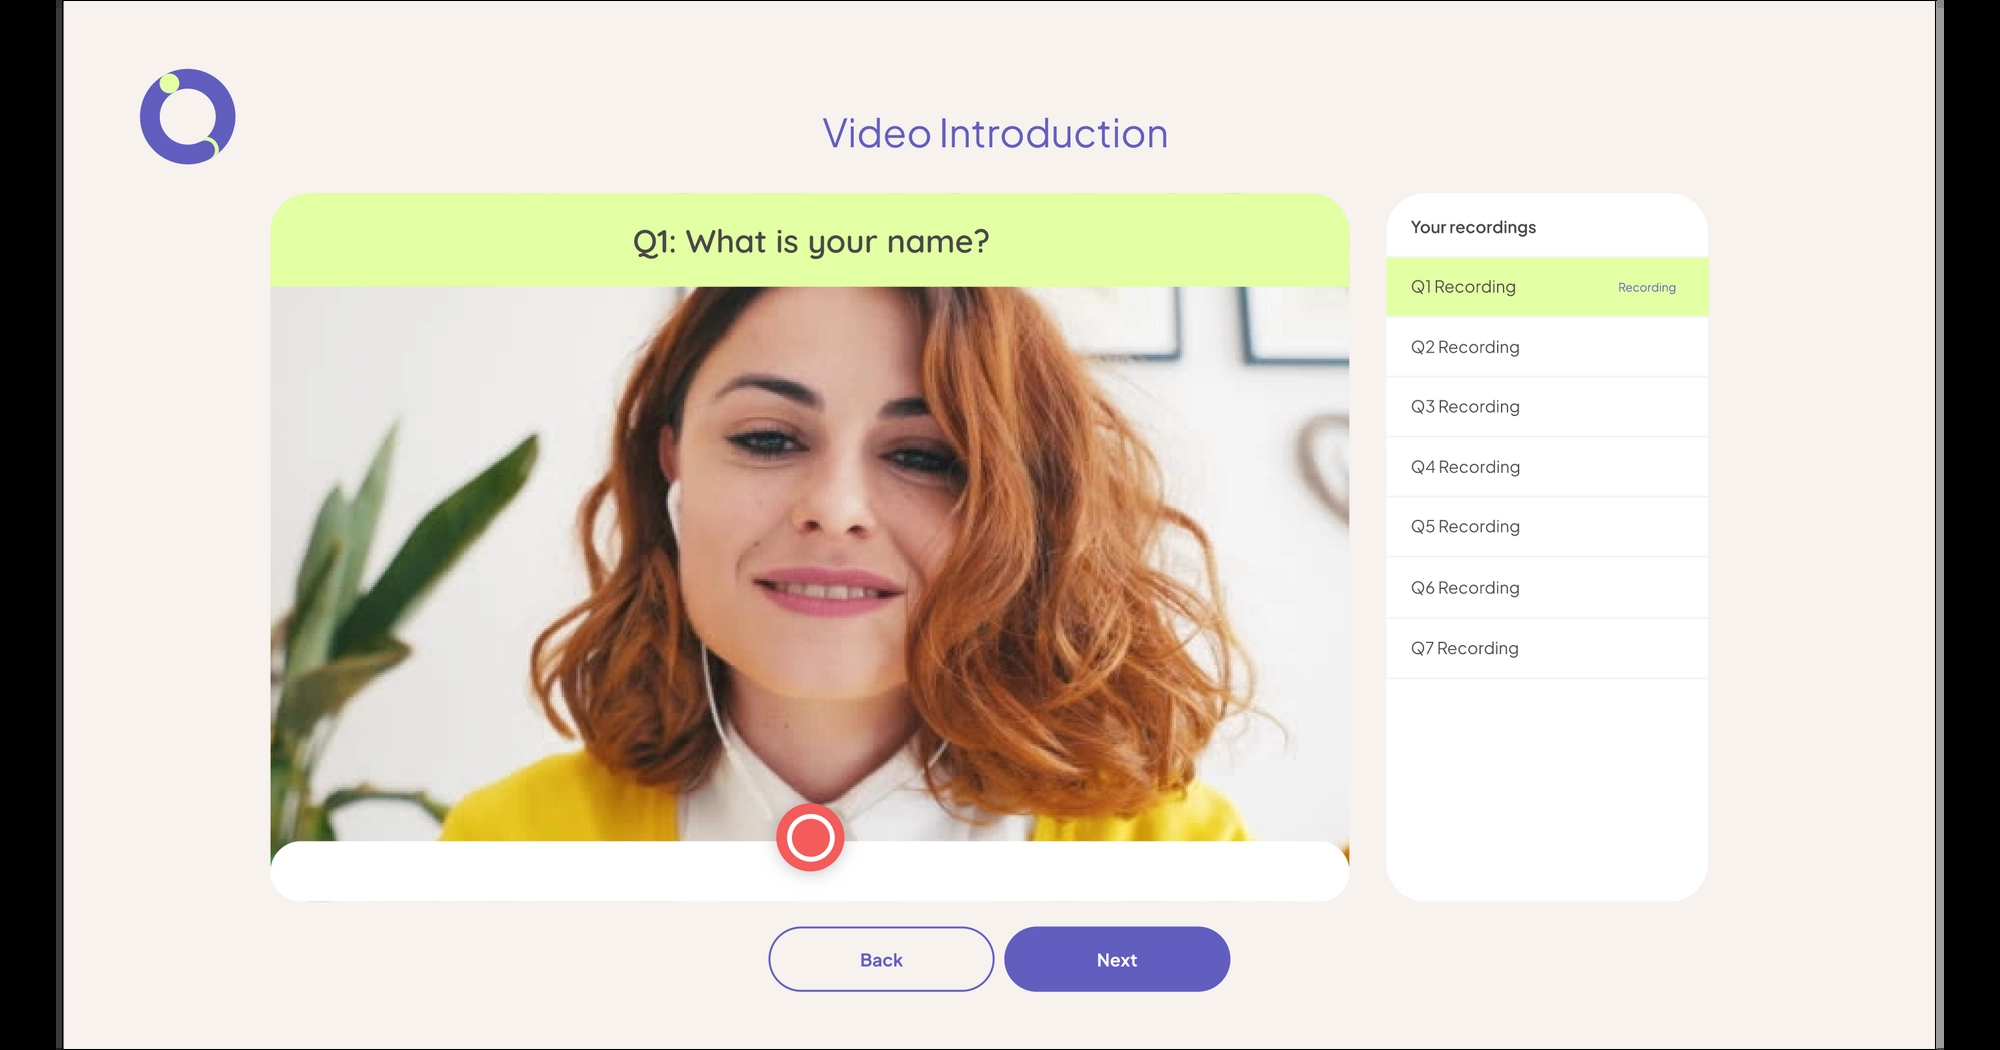 Video Introduction
Q1: What is your name?
Your recordings
Q1 Recording Recording
Q2 Recording
Q3 Recording
Q4 Recording
Q5 Recording
Q6 Recording
Q7 Recording
Back Next